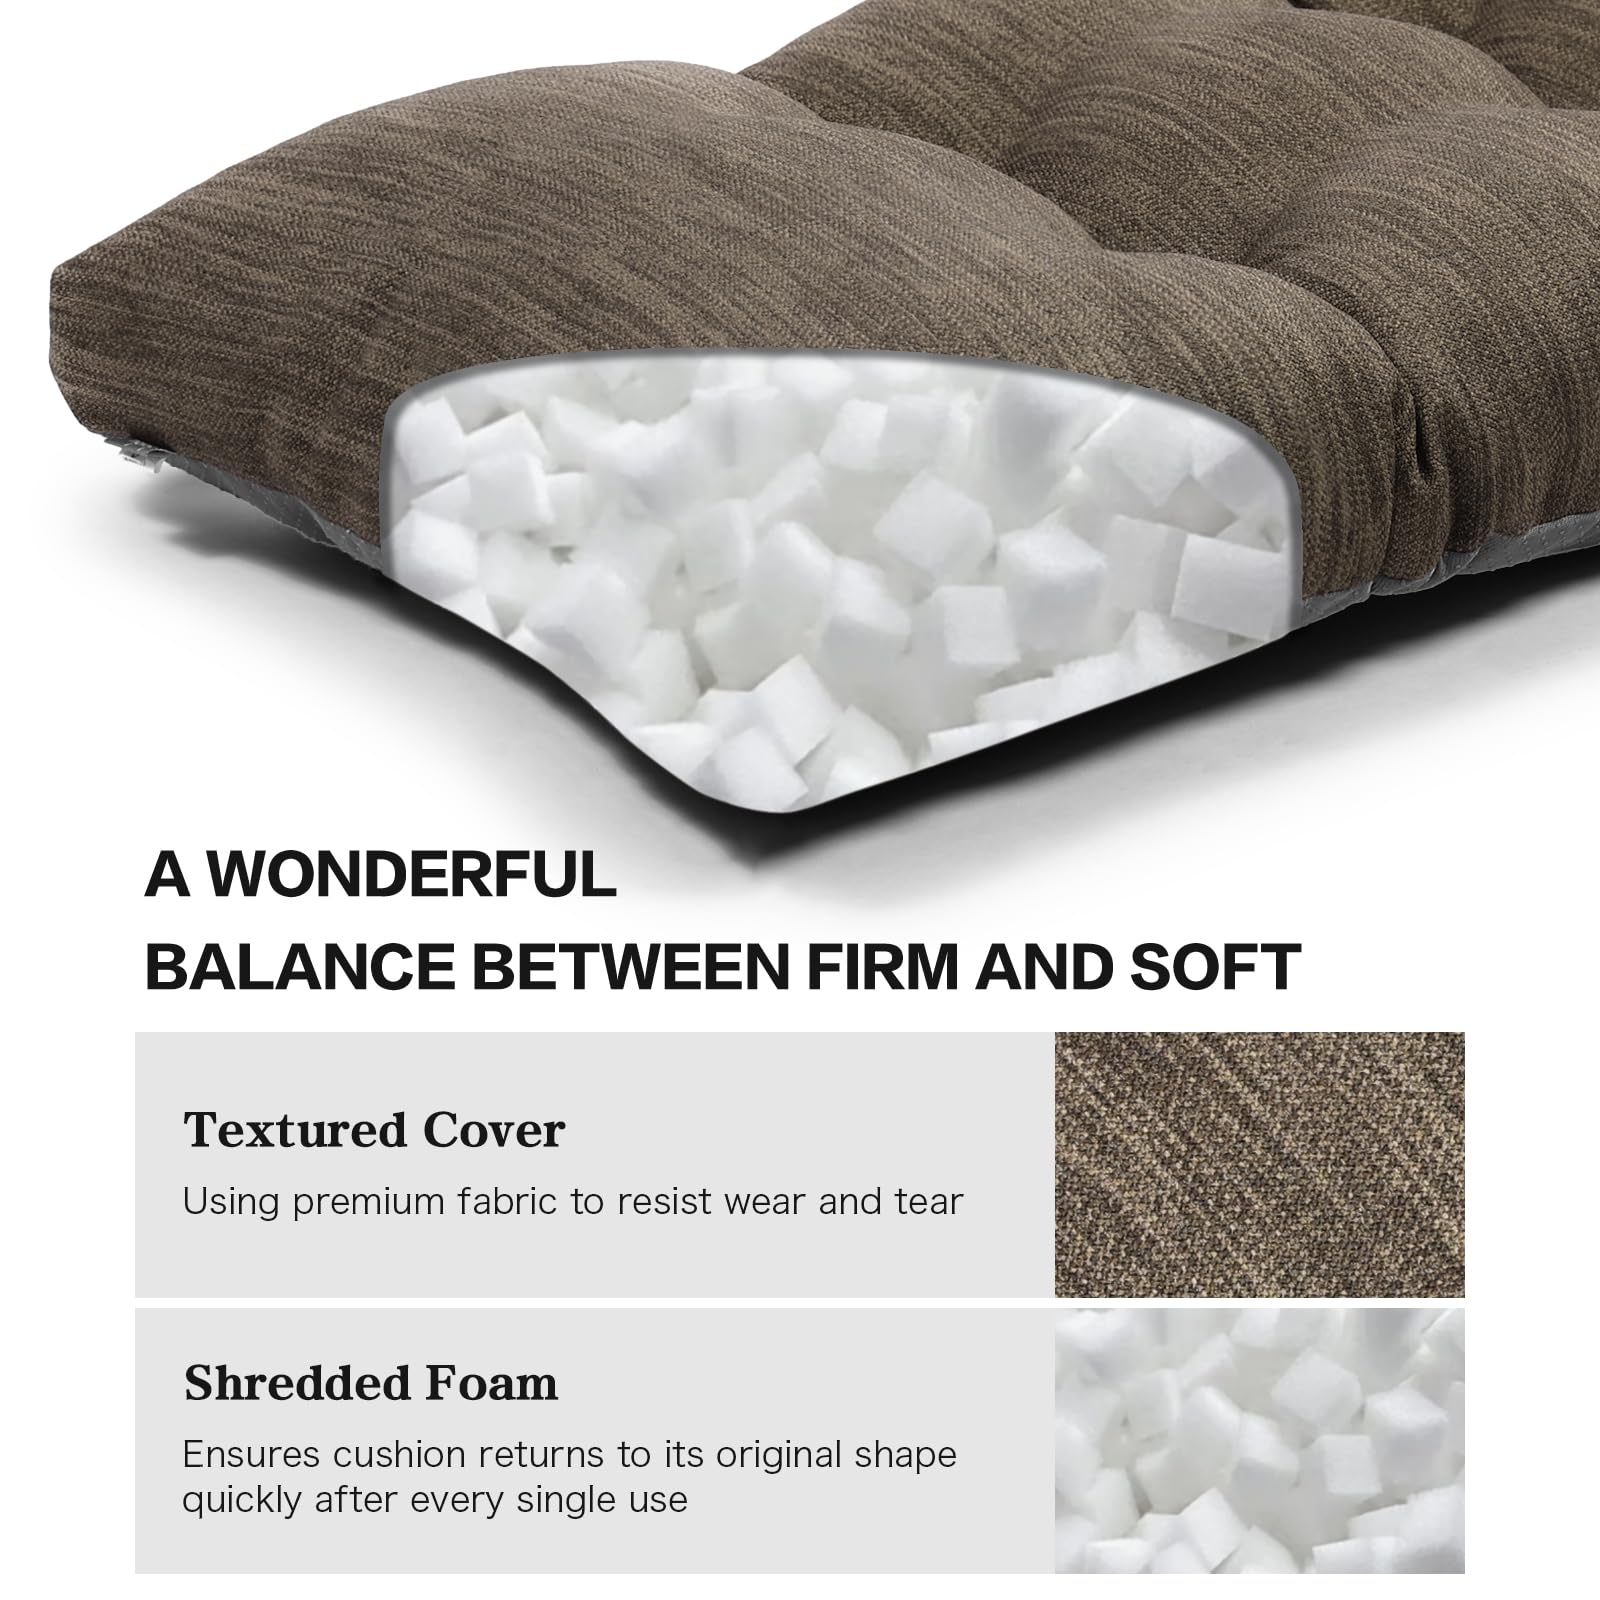 A WONDERFUL
BALANCE BETWEEN FIRM AND SOFT
Textured Cover
Using premium fabric to resist wear and tear
Shredded Foam
Ensures cushion returns to its original shape
quickly after every single use